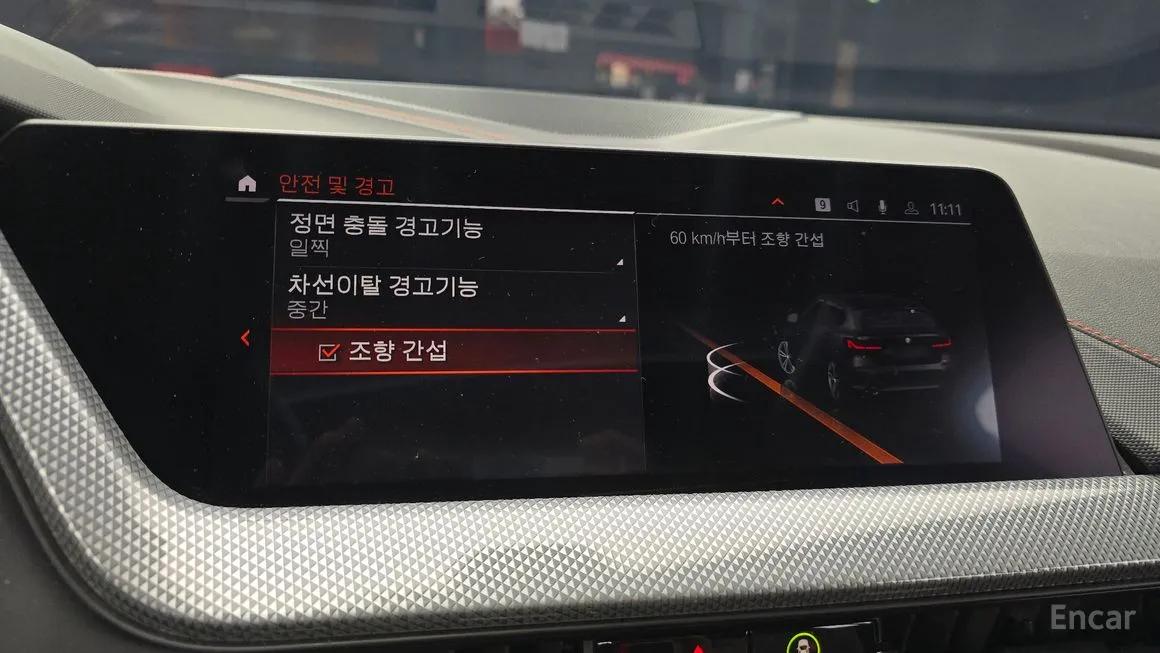 안전 및 경고
9
11:11
정면 충돌 경고기능
일찍
차선이탈 경고기능
중간
조향 간섭
60 km/h부터 조향 간섭
Encar